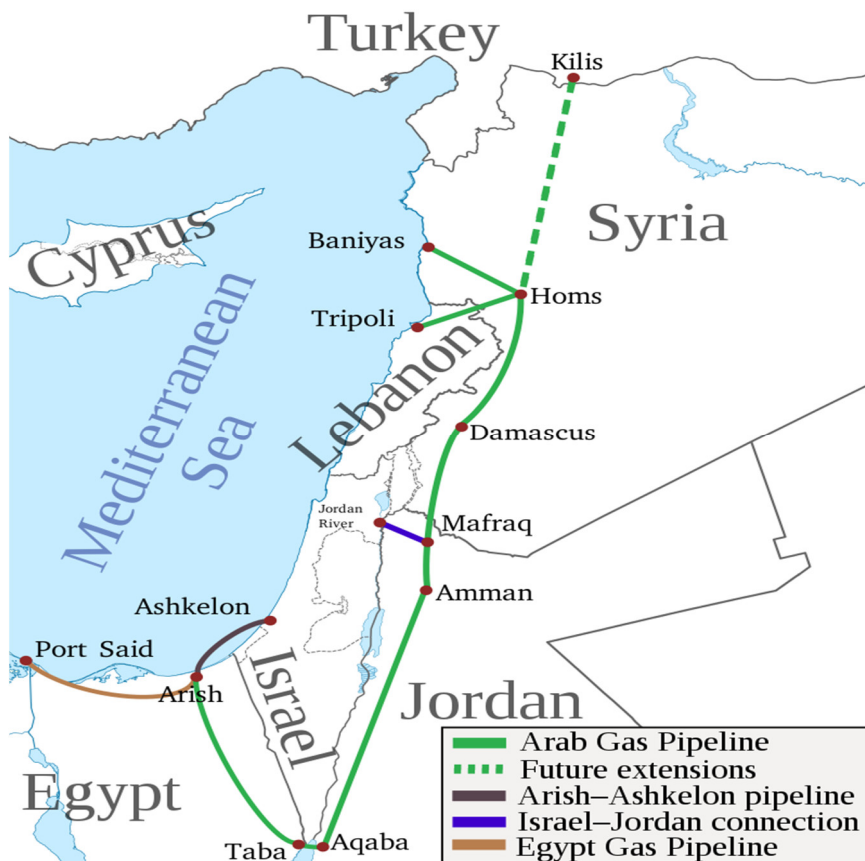 Turkey
Kilis
Syria
Cyprus
Baniyas
Homs
Tripoli
Mediterranean
Sea
Lebanon
Damascus
Jordan
River
Mafraq
Amman
Ashkelon
Port Said
Arish
Israel
Jordan
Egypt
Taba
Aqaba
Arab Gas Pipeline
Future extensions
Arish–Ashkelon pipeline
Israel–Jordan connection
Egypt Gas Pipeline